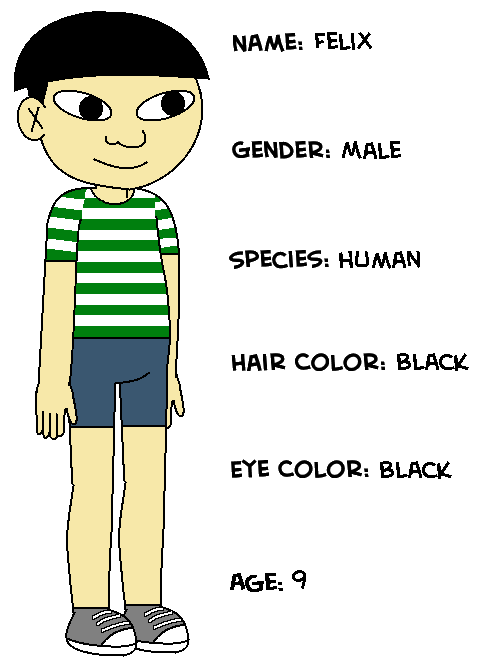 NAME: FELIX
GENDER: MALE
SPECIES: HUMAN
HAIR COLOR: BLACK
EYE COLOR: BLACK
AGE: 9